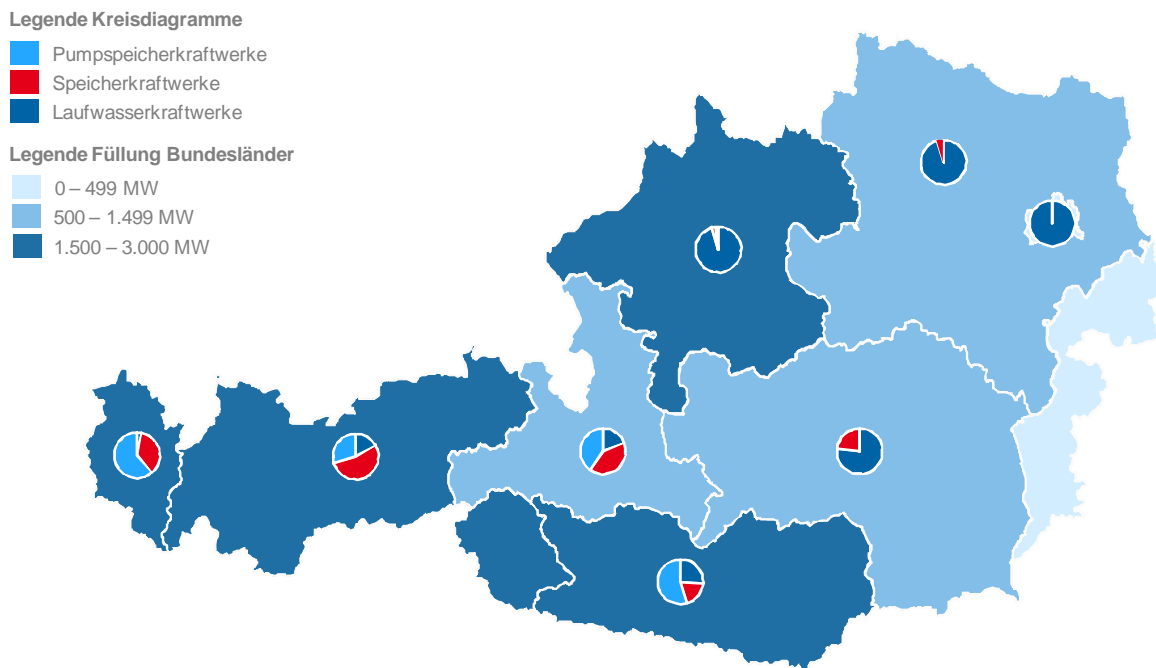 Legende Kreisdiagramme
Pumpspeicherkraftwerke
Speicherkraftwerke
Laufwasserkraftwerke
Legende Füllung Bundesländer
0 – 499 MW
500 – 1.499 MW
1.500 – 3.000 MW